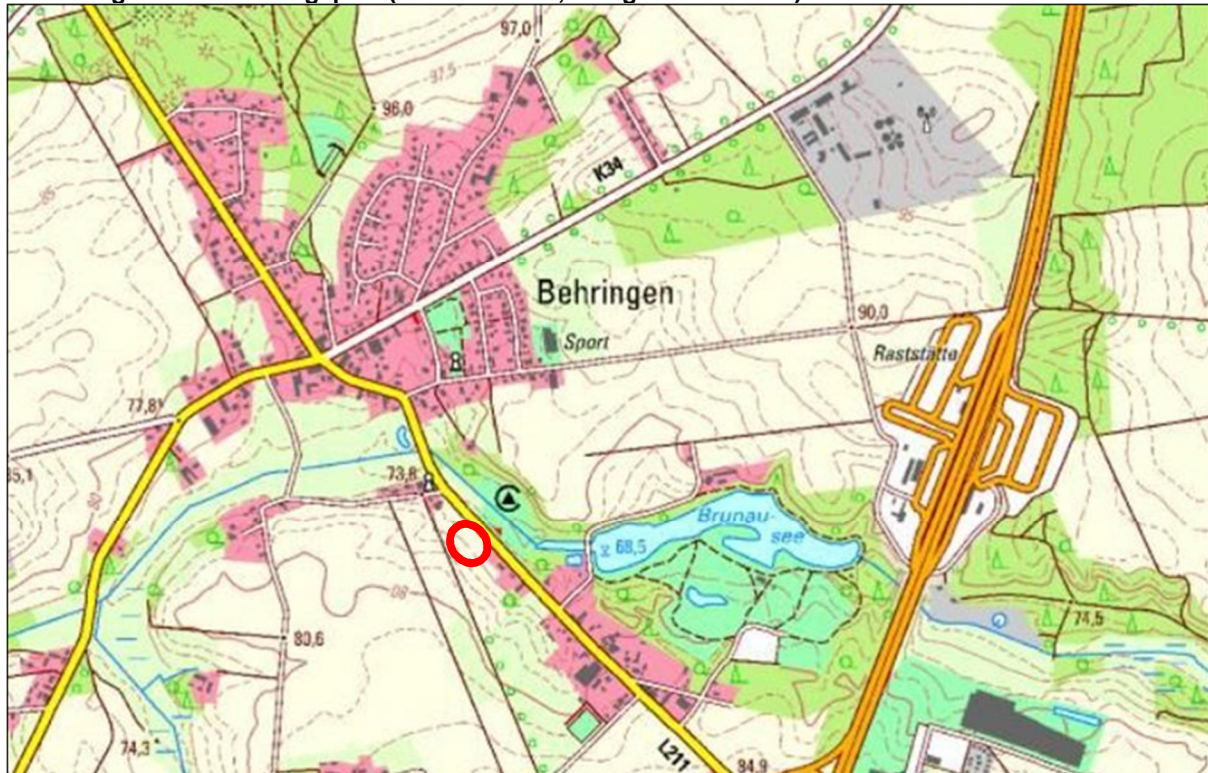 97,0
97,5
96,0
K34
Behringen
Sport
90,0
Raststätte
77,8
73,8
Brunau-
see
68,5
80
83,6
74,5
74,3
L211
84,9